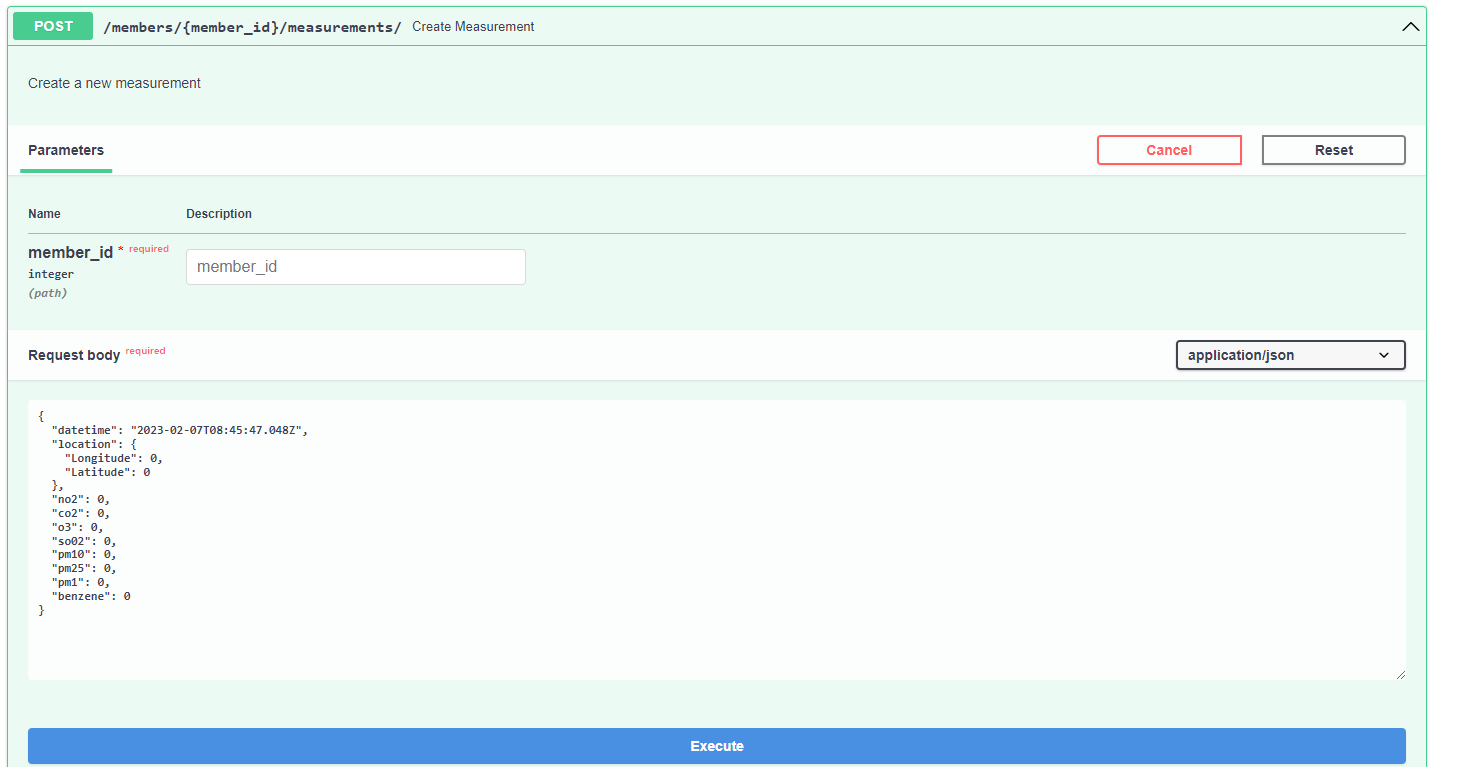 POST /members/{member_id}/measurements/ Create Measurement
Create a new measurement
Parameters Cancel Reset
Name Description
member_id * required member_id
integer
(path)
Request body required application/json
{
  "datetime": "2023-02-07T08:45:47.048Z",
  "location": {
    "Longitude": 0,
    "Latitude": 0
  },
  "no2": 0,
  "co2": 0,
  "o3": 0,
  "so02": 0,
  "pm10": 0,
  "pm25": 0,
  "pm1": 0,
  "benzene": 0
}
Execute